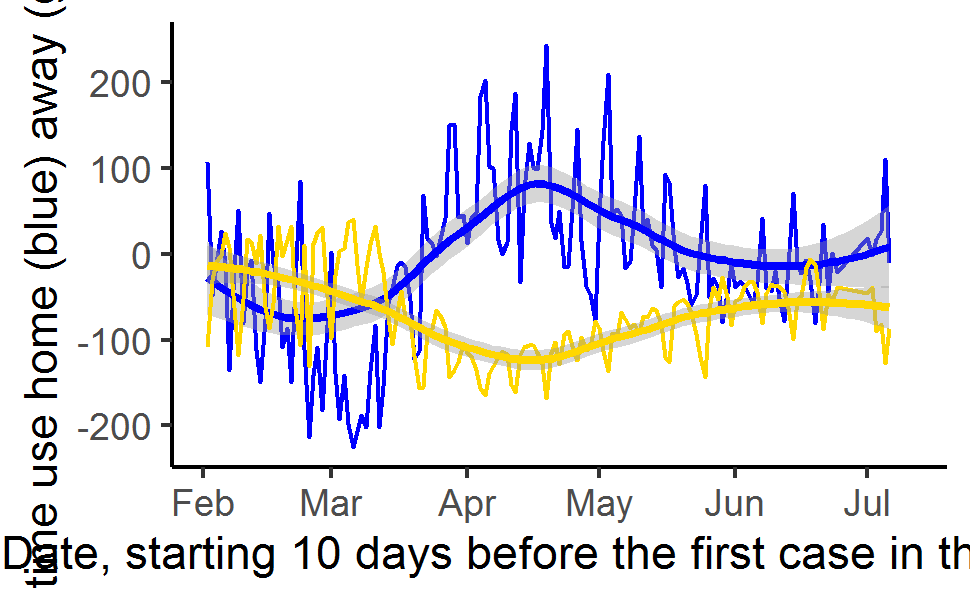 time use home (blue) away (
200
100
0
-100
-200
Feb Mar Apr May Jun Jul
Date, starting 10 days before the first case in th